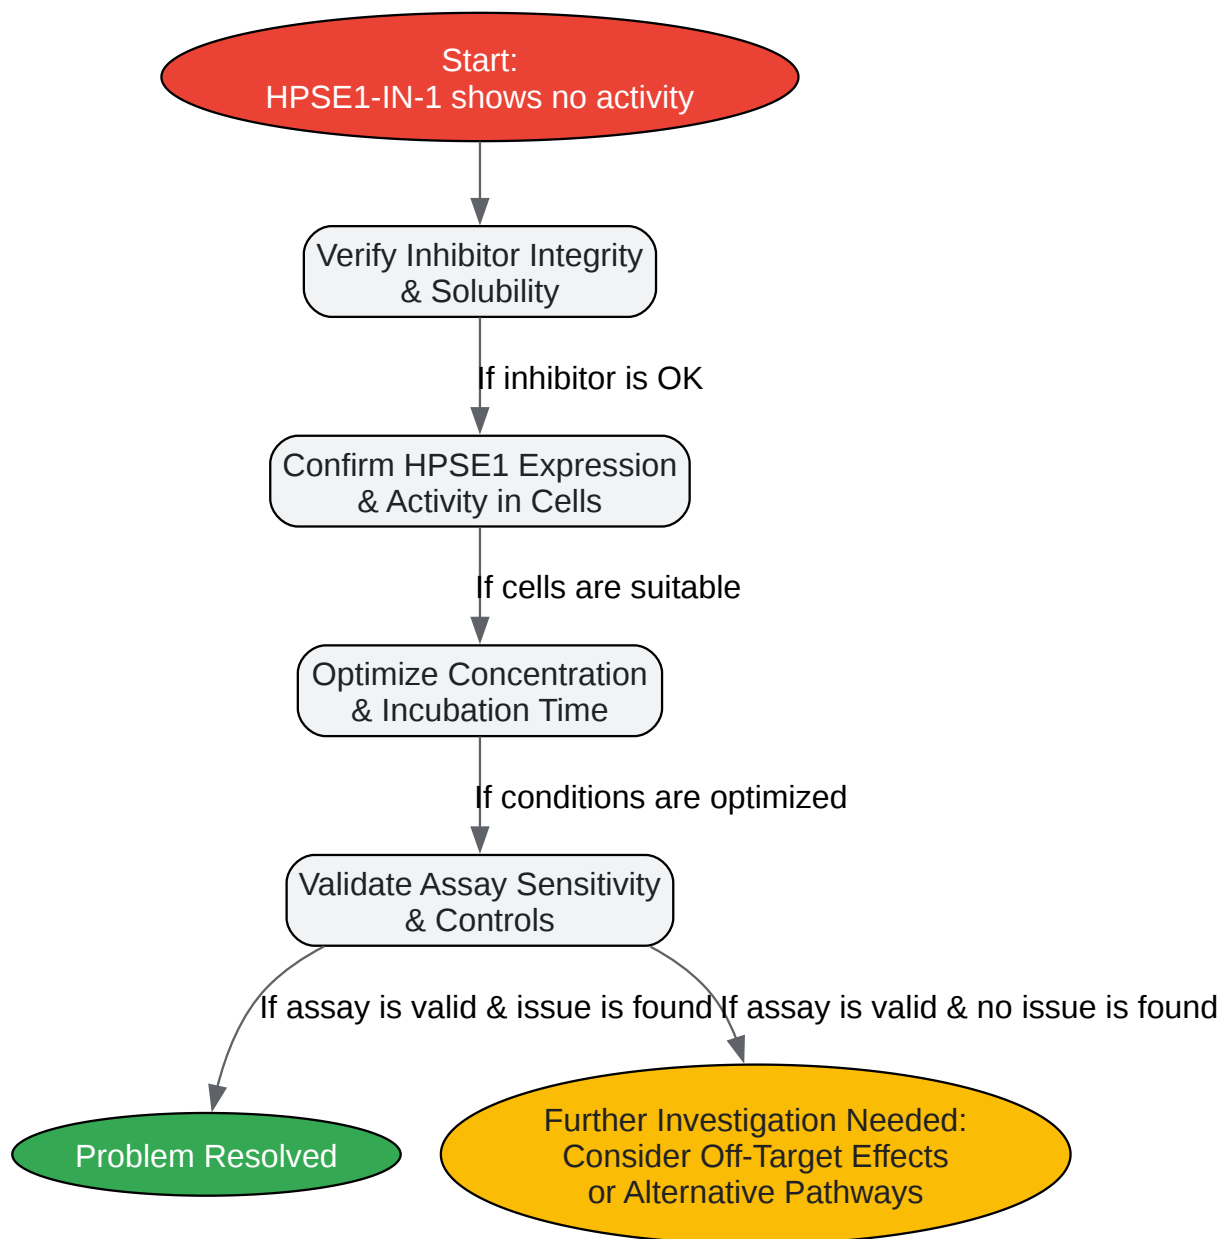 Start:
HPSE1-IN-1 shows no activity
Verify Inhibitor Integrity
& Solubility
If inhibitor is OK
Confirm HPSE1 Expression
& Activity in Cells
If cells are suitable
Optimize Concentration
& Incubation Time
If conditions are optimized
Validate Assay Sensitivity
& Controls
If assay is valid & issue is found
If assay is valid & no issue is found
Problem Resolved
Further Investigation Needed:
Consider Off-Target Effects
or Alternative Pathways